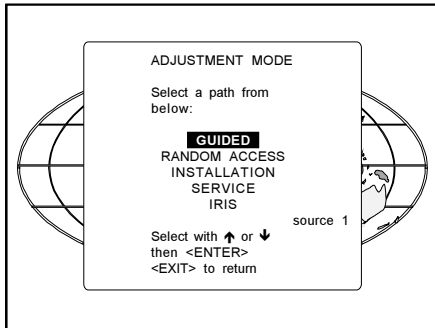 ADJUSTMENT MODE
Select a path from
below:
GUIDED
RANDOM ACCESS
INSTALLATION
SERVICE
IRIS
source 1
Select with ↑ or ↓
then <ENTER>
<EXIT> to return